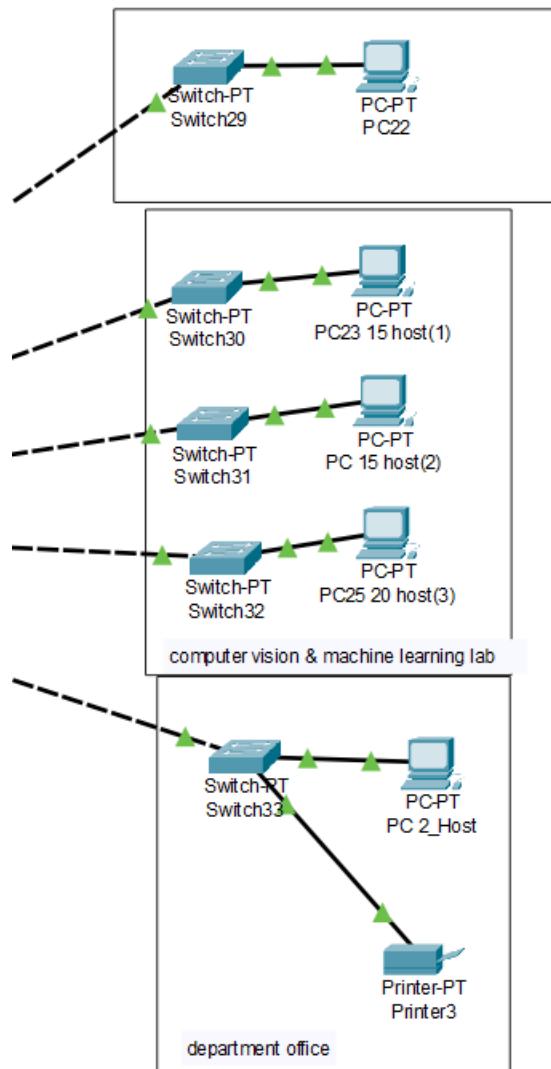 Switch-PT
Switch29
PC-PT
PC22
Switch-PT
Switch30
PC-PT
PC23 15 host(1)
Switch-PT
Switch31
PC-PT
PC 15 host(2)
Switch-PT
Switch32
PC-PT
PC25 20 host(3)
computer vision & machine learning lab
Switch-PT
Switch33
PC-PT
PC 2_Host
Printer-PT
Printer3
department office